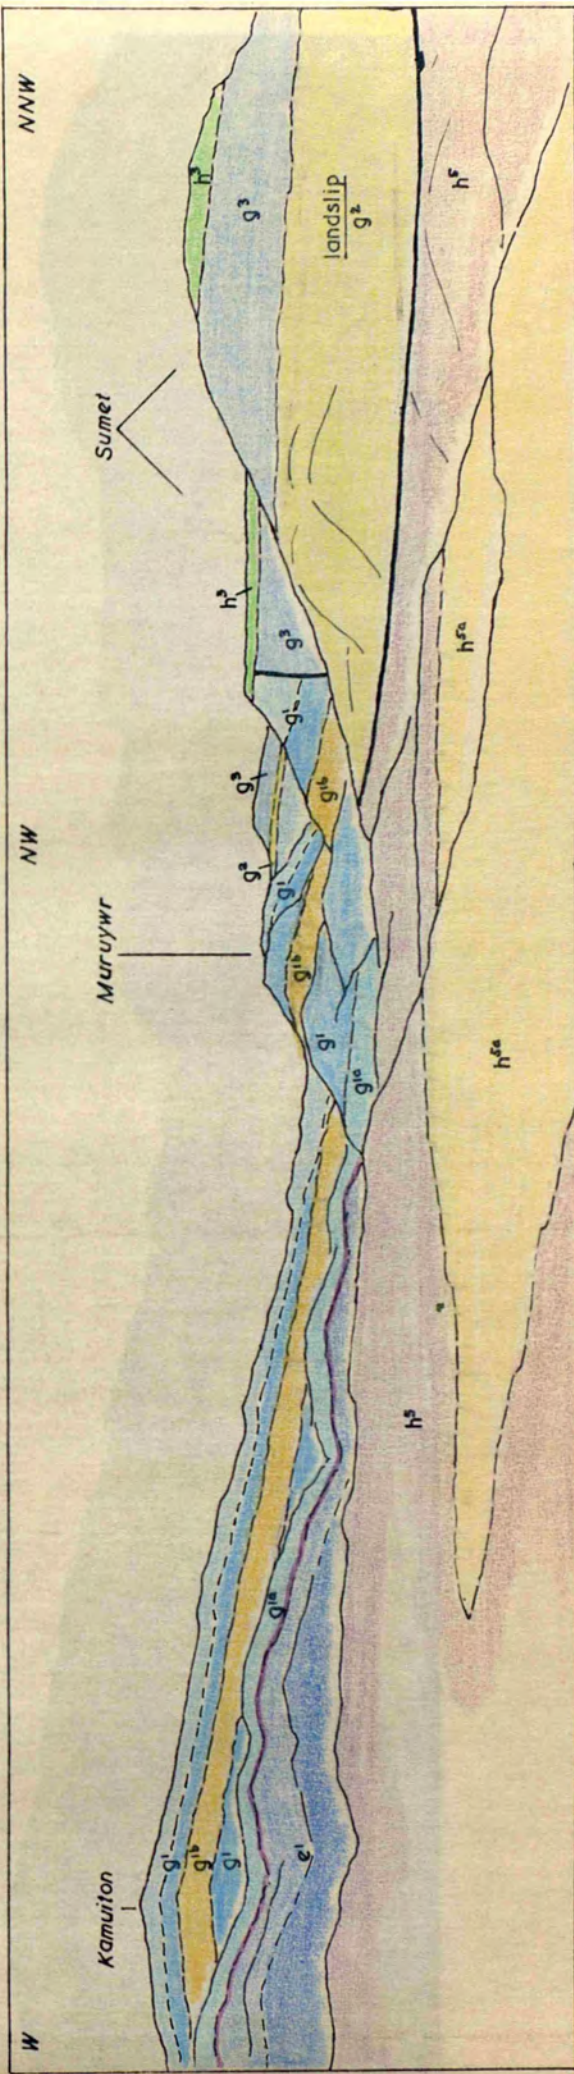 W
NW
NNW
Kamuiton
Muruywr
Sumet
g¹
g¹ᵇ
g¹
g¹ᵃ
e¹
h⁵
h⁵ᵃ
g¹ᵃ
g¹
g¹ᵇ
g¹
g²
g³
g¹ᵇ
g¹
g³
h³
h⁵ᵃ
landslip
g²
g³
h³
h⁵